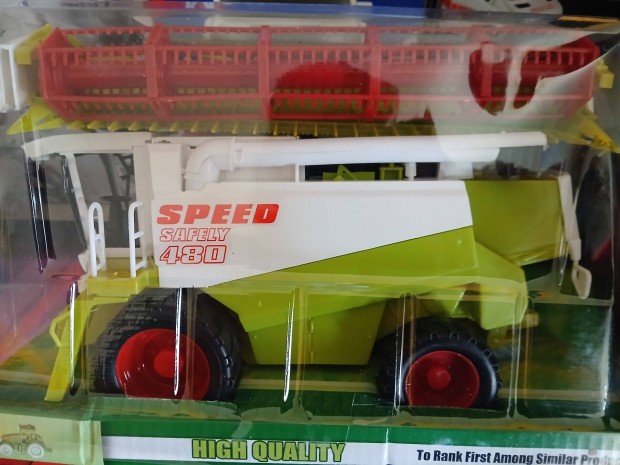 SPEED
SAFELY
480
HIGH QUALITY
To Rank First Among Similar